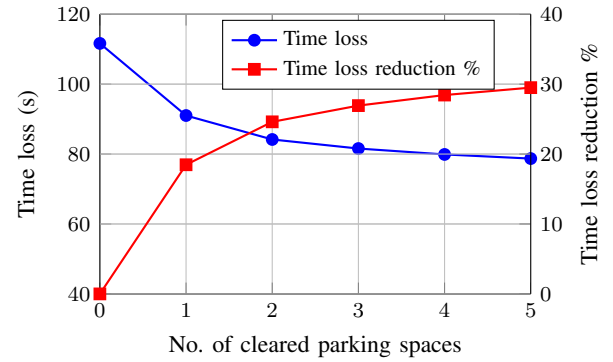 Time loss
Time loss reduction %
120
100
80
60
40
Time loss (s)
40
30
20
10
0
Time loss reduction %
0 1 2 3 4 5
No. of cleared parking spaces